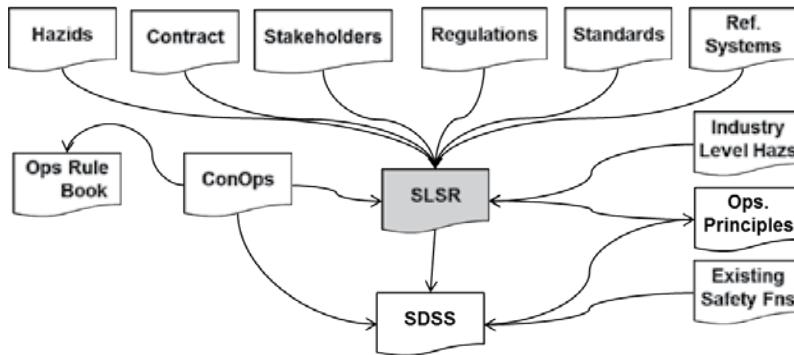 Hazids
Contract
Stakeholders
Regulations
Standards
Ref.
Systems
Industry
Level Hazs
Ops Rule
Book
ConOps
SLSR
Ops.
Principles
Existing
Safety Fns
SDSS